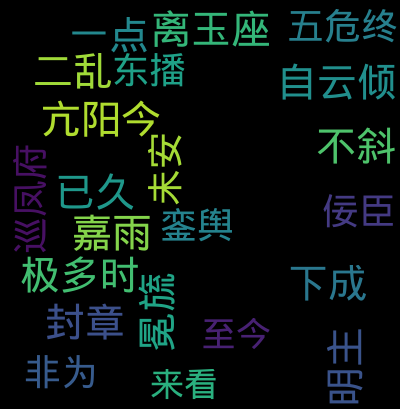 一点
离玉座
五危终
二乱
东播
自云倾
亢阳今
不斜
未安
巡凤府
已久
佞臣
嘉雨
銮舆
极多时
下成
冕旒
封章
至今
明主
非为
来看